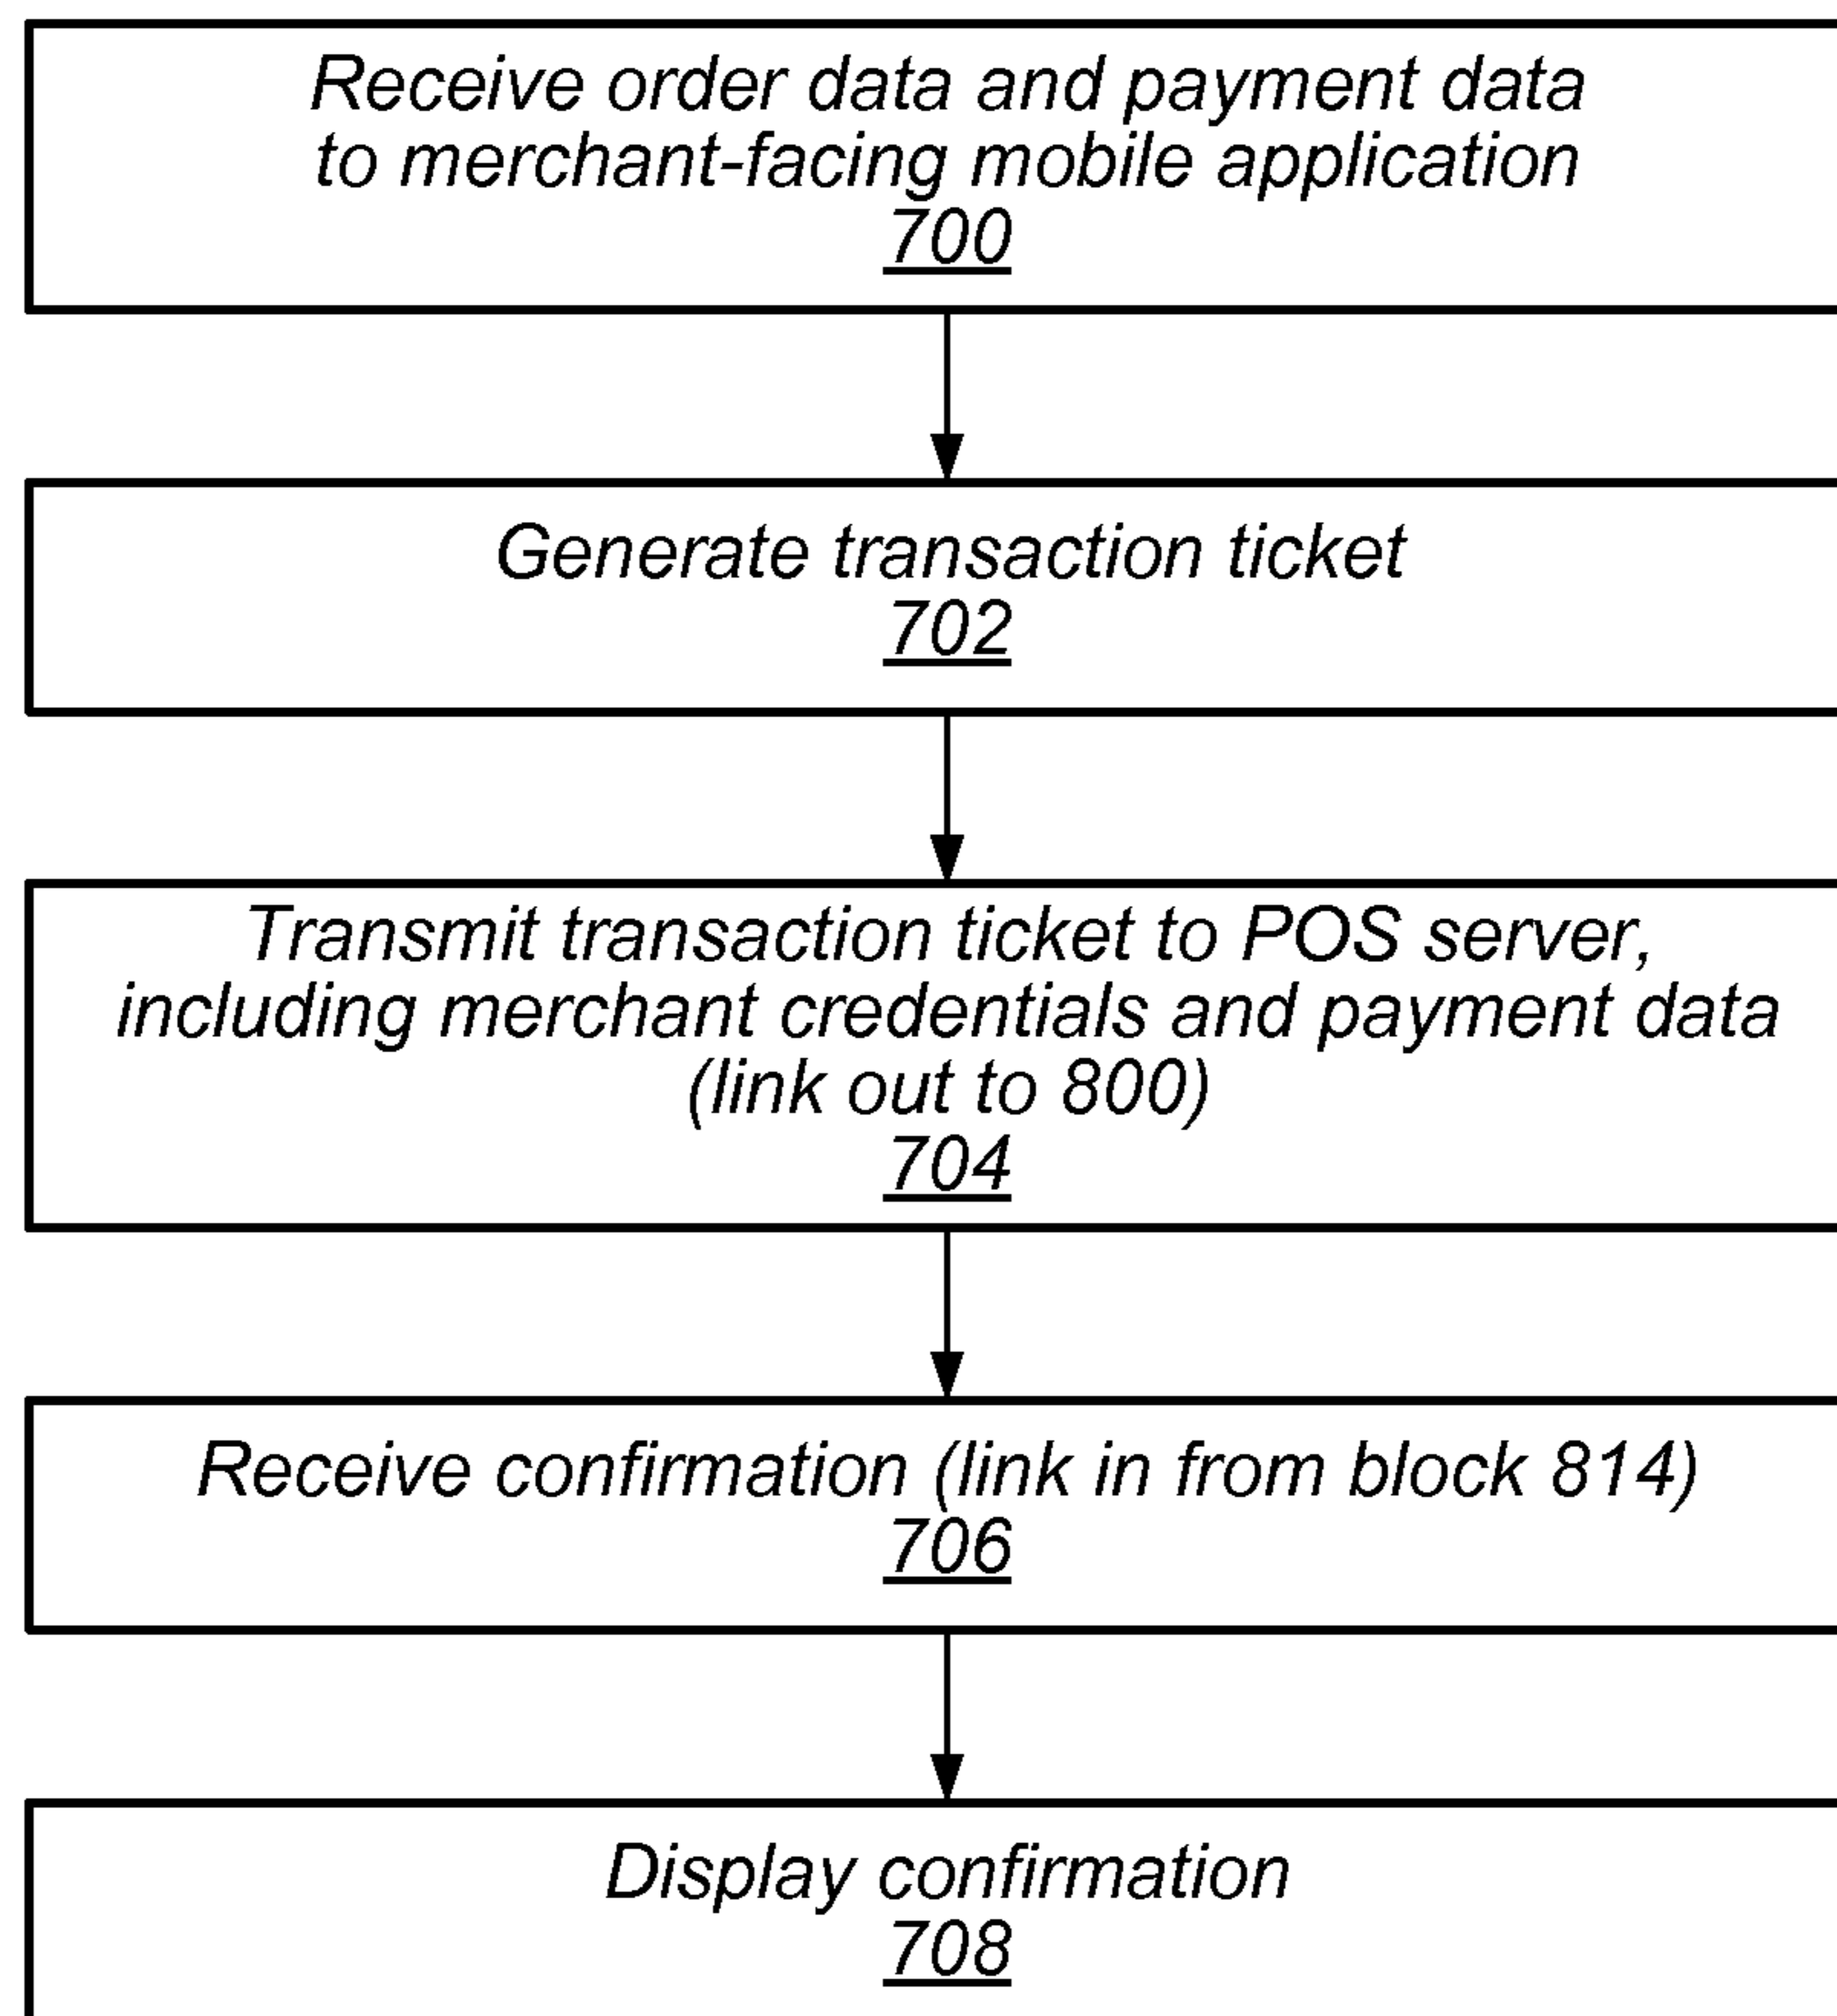 Receive order data and payment data
to merchant-facing mobile application
700
Generate transaction ticket
702
Transmit transaction ticket to POS server,
including merchant credentials and payment data
(link out to 800)
704
Receive confirmation (link in from block 814)
706
Display confirmation
708